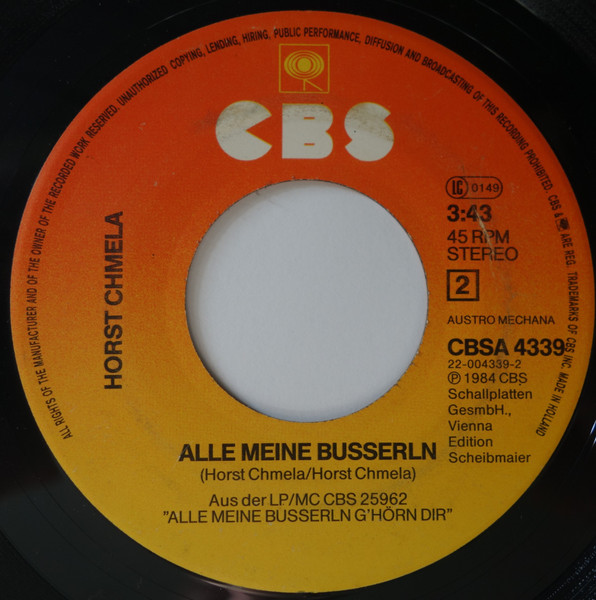 ALL RIGHTS OF THE MANUFACTURER AND OF THE OWNER OF THE RECORDED WORK RESERVED. UNAUTHORIZED COPYING, LENDING, HIRING, PUBLIC PERFORMANCE, DIFFUSION AND BROADCASTING OF THIS RECORDING PROHIBITED. CBS & ARE REG. TRADEMARKS OF CBS INC. MADE IN HOLLAND
CBS
HORST CHMELA
LC 0149
3:43
45 RPM
STEREO
2
AUSTRO MECHANA
CBSA 4339
22-004339-2
℗ 1984 CBS
Schallplatten
GesmbH.,
Vienna
Edition
Scheibmaier
ALLE MEINE BUSSERLN
(Horst Chmela/Horst Chmela)
Aus der LP/MC CBS 25962
"ALLE MEINE BUSSERLN G'HÖRN DIR"